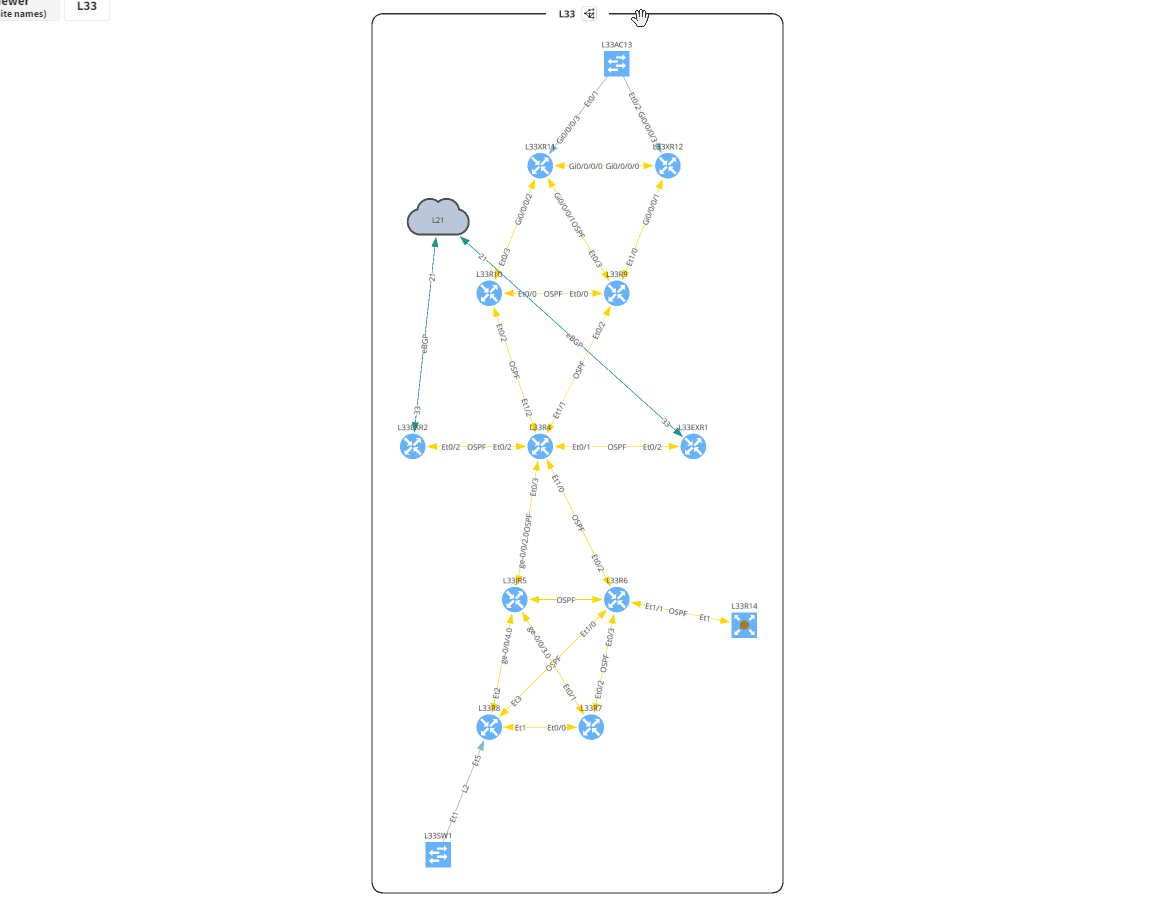 ewer
ite names)
L33
L33
L33AC13
Et0/1
Et0/2
Gi0/0/0/3
Gi0/0/0/3
L33XR11
L33XR12
Gi0/0/0/0
Gi0/0/0/0
Gi0/0/0/2
Gi0/0/0/1
OSPF
Gi0/0/0/1
L21
Et0/3
Et0/3
Et1/0
21
21
L33R10
L33R9
Et0/0
OSPF
Et0/0
Et0/2
Et0/2
eBGP
eBGP
OSPF
OSPF
Et1/2
Et1/1
33
33
L33R4
L33EXR1
Et0/2
OSPF
Et0/2
Et0/1
OSPF
Et0/2
Et0/3
Et1/0
OSPF
OSPF
ge-0/0/2.0
Et0/2
L33JR5
L33R6
OSPF
Et1/1
OSPF
Et1
L33R14
ge-0/0/4.0
ge-0/0/3.0
Et1/0
Et0/3
OSPF
OSPF
Et2
Et3
Et0/1
Et0/2
L33R8
L33R7
Et1
Et0/0
Et5
L2
Et1
L33SW1